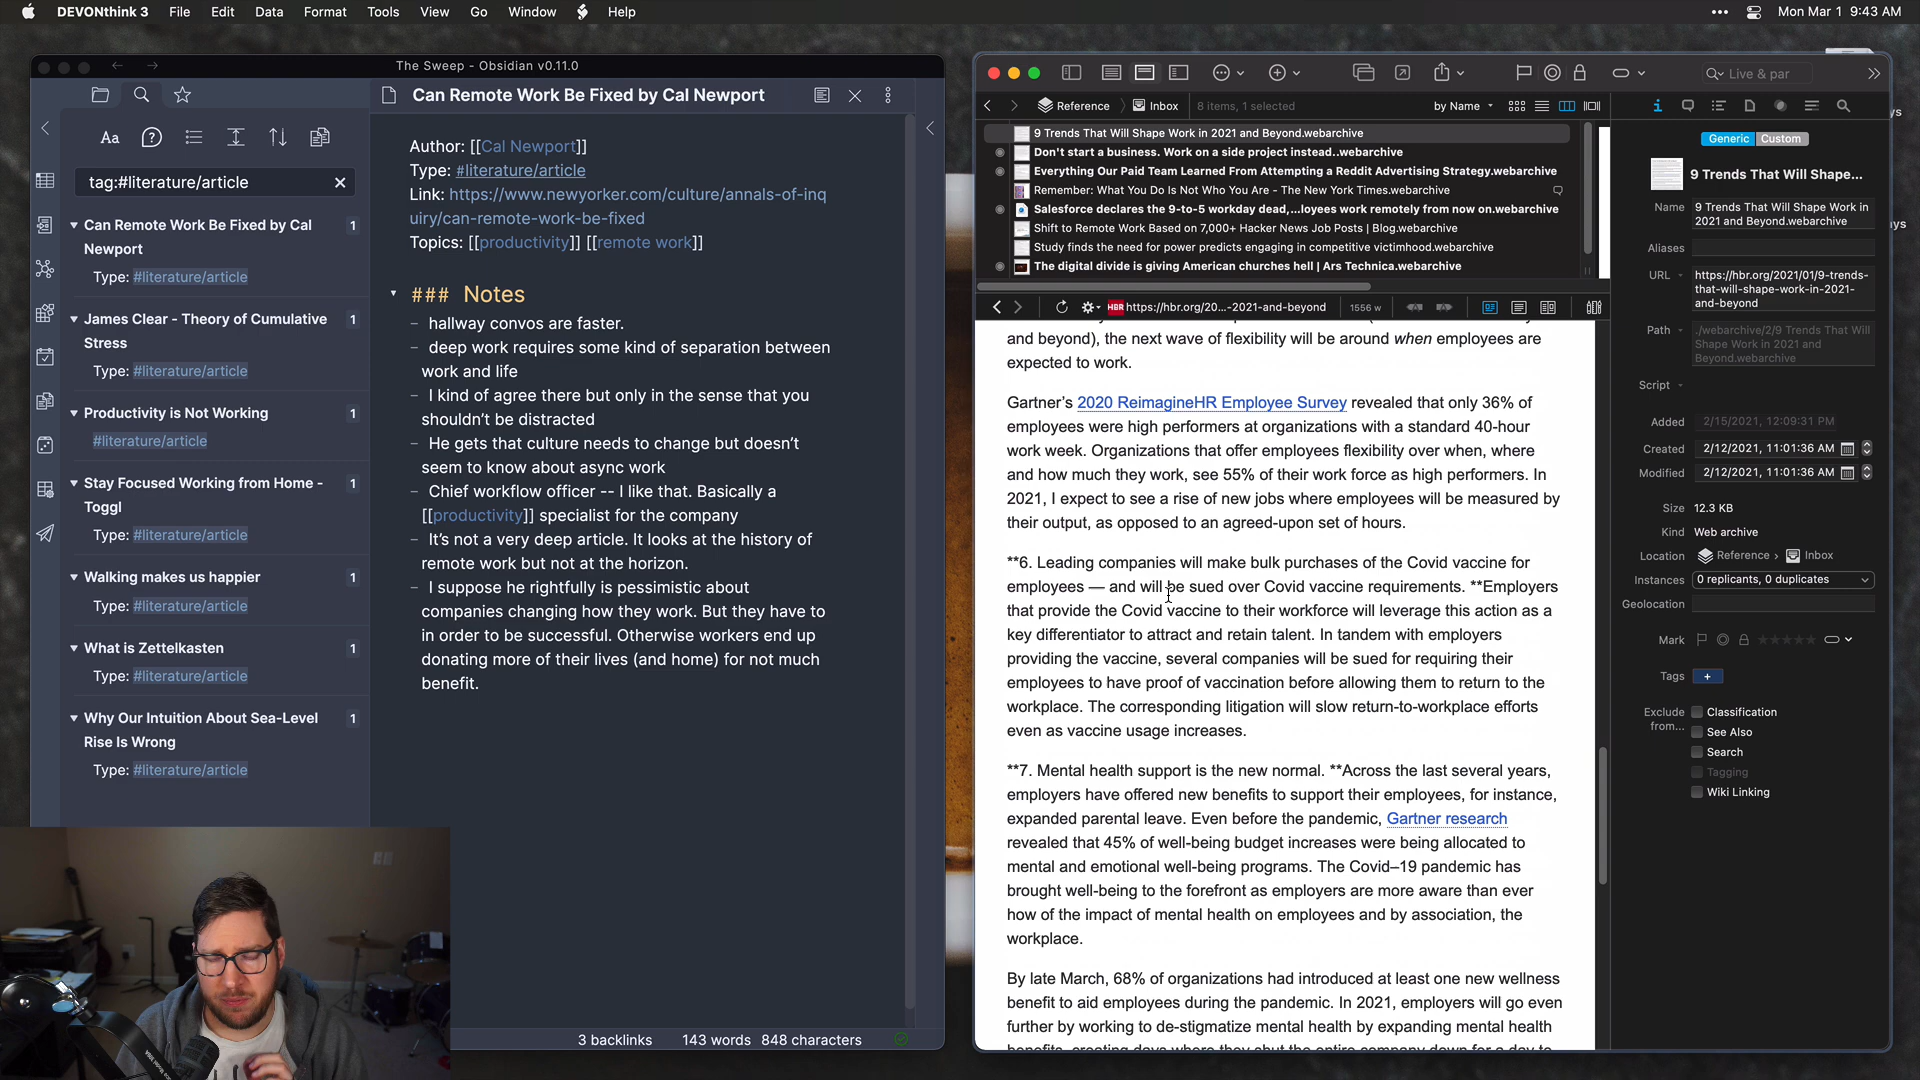 DEVONthink 3 File Edit Data Format Tools View Go Window Help
Mon Mar 1 9:43 AM
The Sweep - Obsidian v0.11.0
Aa
tag:#literature/article
Can Remote Work Be Fixed by Cal
Newport
1
Type: #literature/article
James Clear - Theory of Cumulative
Stress
1
Type: #literature/article
Productivity is Not Working
1
#literature/article
Stay Focused Working from Home -
Toggl
1
Type: #literature/article
Walking makes us happier
1
Type: #literature/article
What is Zettelkasten
1
Type: #literature/article
Why Our Intuition About Sea-Level
Rise Is Wrong
1
Type: #literature/article
Can Remote Work Be Fixed by Cal Newport
Author: [[Cal Newport]]
Type: #literature/article
Link: https://www.newyorker.com/culture/annals-of-inq
uiry/can-remote-work-be-fixed
Topics: [[productivity]] [[remote work]]
### Notes
- hallway convos are faster.
- deep work requires some kind of separation between
work and life
- I kind of agree there but only in the sense that you
shouldn't be distracted
- He gets that culture needs to change but doesn't
seem to know about async work
- Chief workflow officer -- I like that. Basically a
[[productivity]] specialist for the company
- It's not a very deep article. It looks at the history of
remote work but not at the horizon.
- I suppose he rightfully is pessimistic about
companies changing how they work. But they have to
in order to be successful. Otherwise workers end up
donating more of their lives (and home) for not much
benefit.
3 backlinks 143 words 848 characters
Live & par
Reference Inbox 8 items, 1 selected by Name
9 Trends That Will Shape Work in 2021 and Beyond.webarchive
Don't start a business. Work on a side project instead..webarchive
Everything Our Paid Team Learned From Attempting a Reddit Advertising Strategy.webarchive
Remember: What You Do Is Not Who You Are - The New York Times.webarchive
Salesforce declares the 9-to-5 workday dead,...loyees work remotely from now on.webarchive
Shift to Remote Work Based on 7,000+ Hacker News Job Posts | Blog.webarchive
Study finds the need for power predicts engaging in competitive victimhood.webarchive
The digital divide is giving American churches hell | Ars Technica.webarchive
HBR https://hbr.org/20...-2021-and-beyond 1556 w
and beyond), the next wave of flexibility will be around when employees are
expected to work.
Gartner's 2020 ReimagineHR Employee Survey revealed that only 36% of
employees were high performers at organizations with a standard 40-hour
work week. Organizations that offer employees flexibility over when, where
and how much they work, see 55% of their work force as high performers. In
2021, I expect to see a rise of new jobs where employees will be measured by
their output, as opposed to an agreed-upon set of hours.
**6. Leading companies will make bulk purchases of the Covid vaccine for
employees — and will be sued over Covid vaccine requirements. **Employers
that provide the Covid vaccine to their workforce will leverage this action as a
key differentiator to attract and retain talent. In tandem with employers
providing the vaccine, several companies will be sued for requiring their
employees to have proof of vaccination before allowing them to return to the
workplace. The corresponding litigation will slow return-to-workplace efforts
even as vaccine usage increases.
**7. Mental health support is the new normal. **Across the last several years,
employers have offered new benefits to support their employees, for instance,
expanded parental leave. Even before the pandemic, Gartner research
revealed that 45% of well-being budget increases were being allocated to
mental and emotional well-being programs. The Covid–19 pandemic has
brought well-being to the forefront as employers are more aware than ever
how of the impact of mental health on employees and by association, the
workplace.
By late March, 68% of organizations had introduced at least one new wellness
benefit to aid employees during the pandemic. In 2021, employers will go even
further by working to de-stigmatize mental health by expanding mental health
benefits, creating days where they shut the entire company down for a day to
Generic Custom
9 Trends That Will Shape...
Name 9 Trends That Will Shape Work in
2021 and Beyond.webarchive
Aliases
URL https://hbr.org/2021/01/9-trends-
that-will-shape-work-in-2021-
and-beyond
Path ./webarchive/2/9 Trends That Will
Shape Work in 2021 and
Beyond.webarchive
Script
Added 2/15/2021, 12:09:31 PM
Created 2/12/2021, 11:01:36 AM
Modified 2/12/2021, 11:01:36 AM
Size 12.3 KB
Kind Web archive
Location Reference › Inbox
Instances 0 replicants, 0 duplicates
Geolocation
Mark
Tags +
Exclude
from...
Classification
See Also
Search
Tagging
Wiki Linking